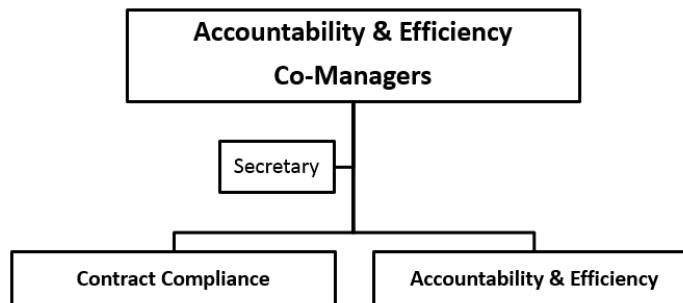 Accountability & Efficiency
Co-Managers
Secretary
Contract Compliance
Accountability & Efficiency